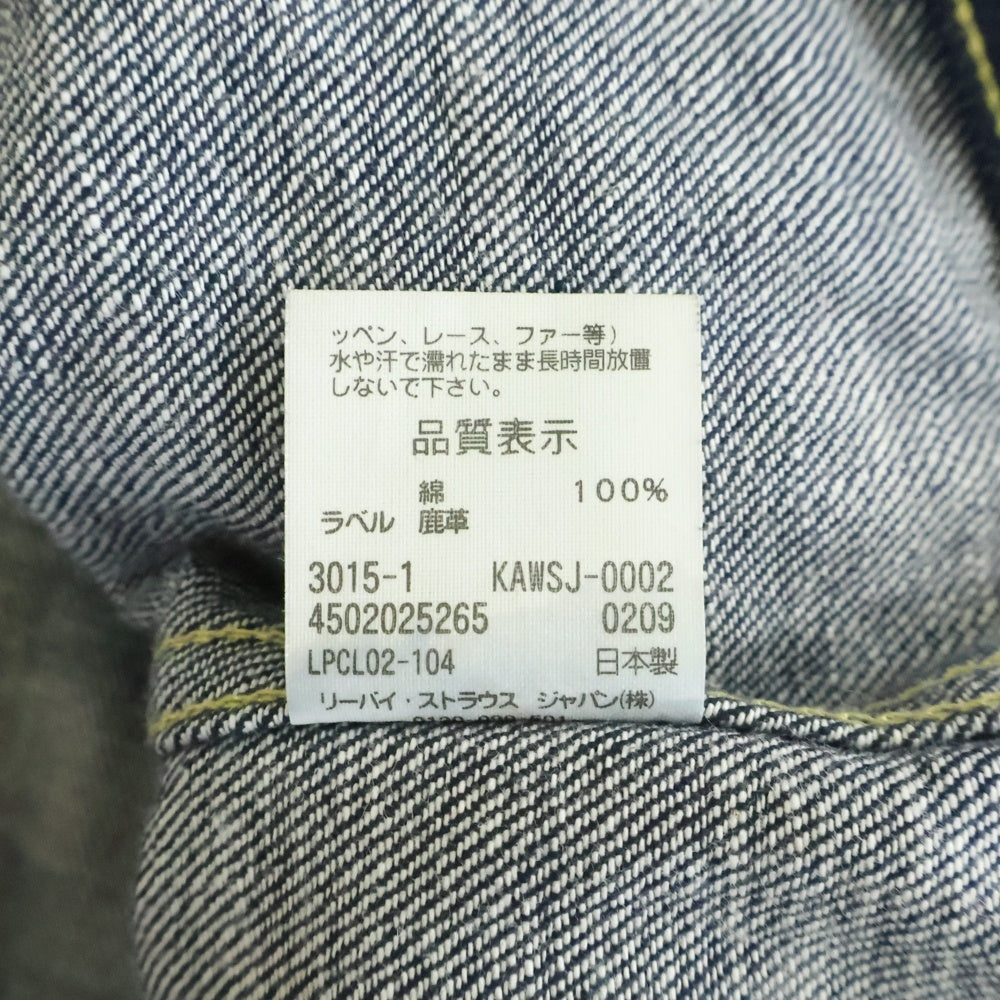 ッペン、レース、ファー等)
水や汗で濡れたまま長時間放置
しないで下さい。
品質表示
綿 100%
ラベル 鹿革
3015-1 KAWSJ-0002
4502025265 0209
LPCL02-104 日本製
リーバイ・ストラウス ジャパン(株)